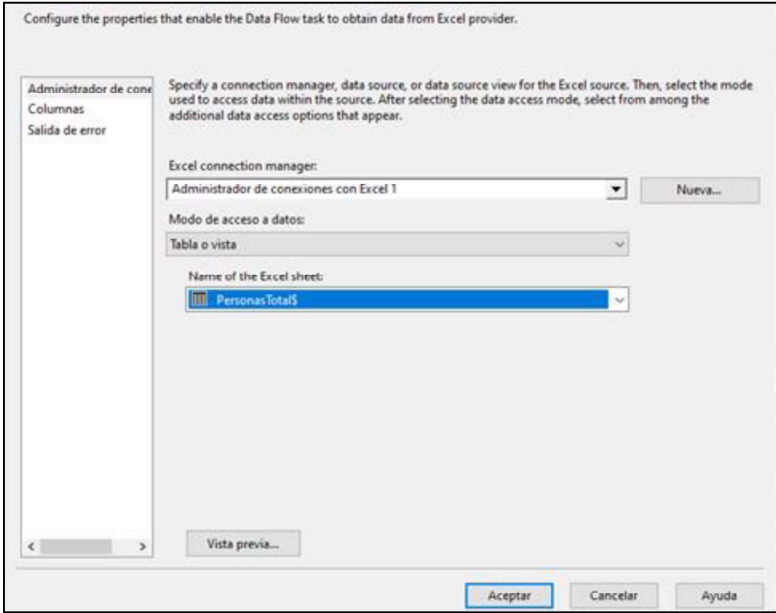 Configure the properties that enable the Data Flow task to obtain data from Excel provider.
Administrador de cone
Columnas
Salida de error
Specify a connection manager, data source, or data source view for the Excel source. Then, select the mode
used to access data within the source. After selecting the data access mode, select from among the
additional data access options that appear.
Excel connection manager:
Administrador de conexiones con Excel 1
Nueva...
Modo de acceso a datos:
Tabla o vista
Name of the Excel sheet:
PersonasTotal$
Vista previa...
Aceptar
Cancelar
Ayuda